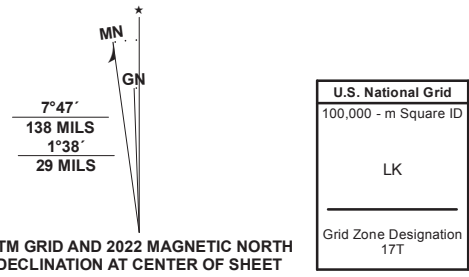 ★
MN
GN
7°47´
138 MILS
1°38´
29 MILS
TM GRID AND 2022 MAGNETIC NORTH
DECLINATION AT CENTER OF SHEET
U.S. National Grid
100,000 - m Square ID
LK
Grid Zone Designation
17T